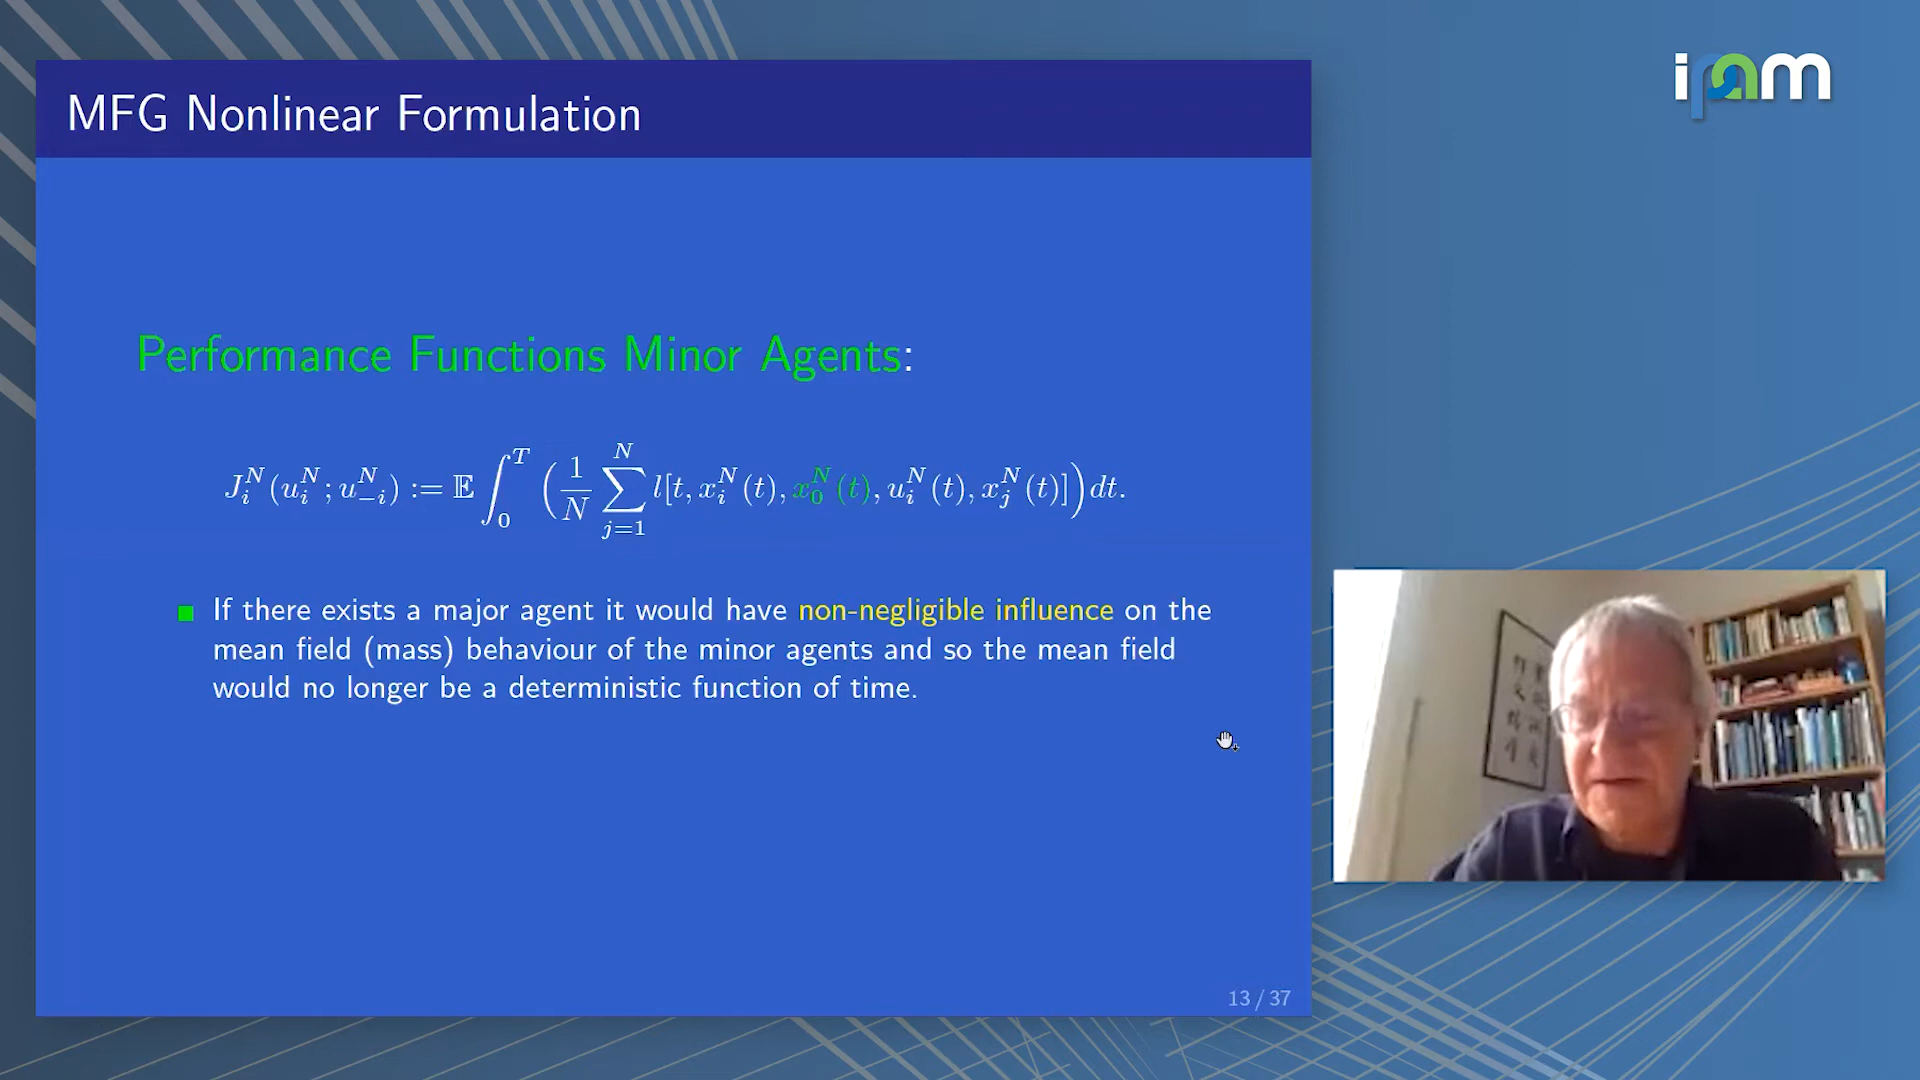 ipam
MFG Nonlinear Formulation
Performance Functions Minor Agents:
J_i^N(u_i^N; u_{-i}^N) := 𝔼 ∫_0^T ( \frac{1}{N} ∑_{j=1}^N l[t, x_i^N(t), x_0^N(t), u_i^N(t), x_j^N(t)] ) dt.
If there exists a major agent it would have non-negligible influence on the
mean field (mass) behaviour of the minor agents and so the mean field
would no longer be a deterministic function of time.
13 / 37